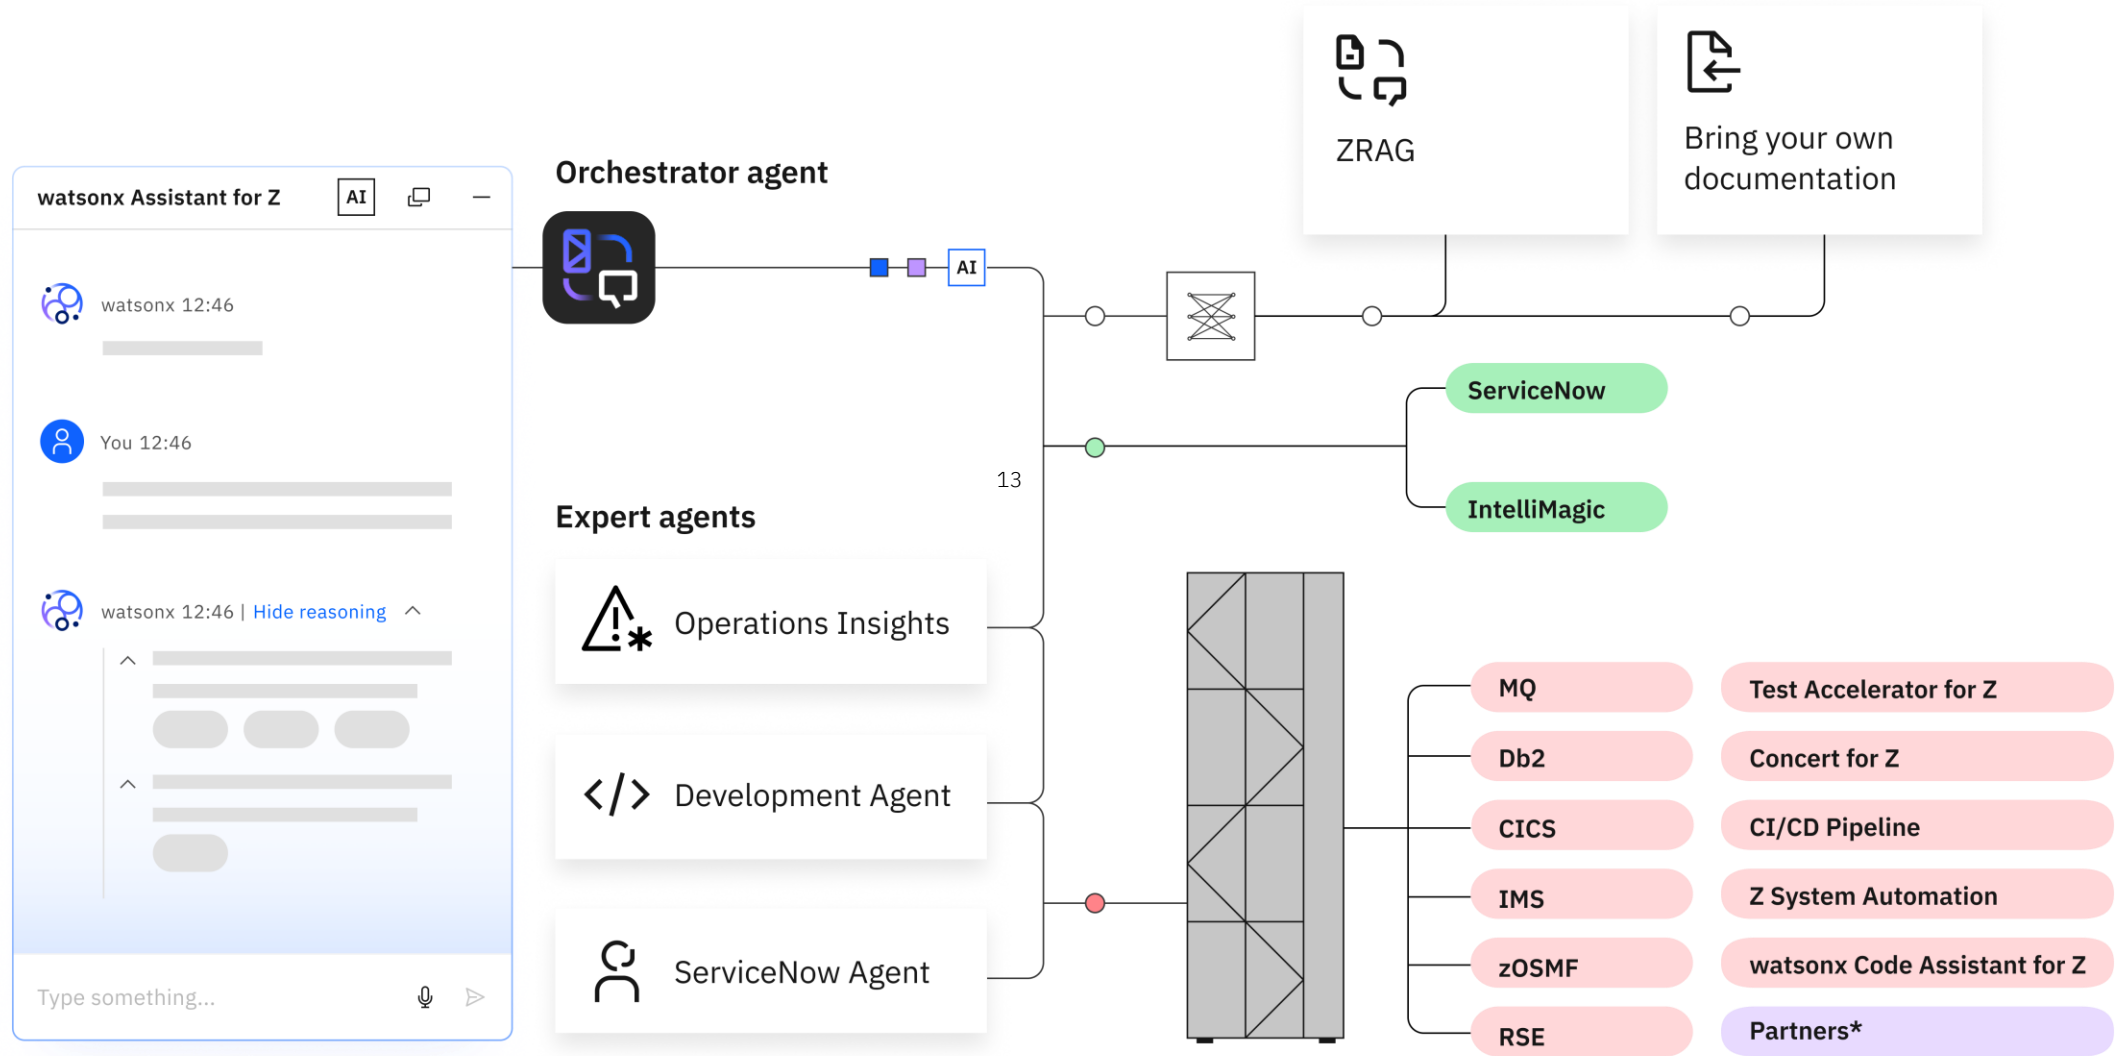 watsonx Assistant for Z
AI
watsonx 12:46
You 12:46
watsonx 12:46 | Hide reasoning
Type something...
Orchestrator agent
AI
13
Expert agents
Operations Insights
Development Agent
ServiceNow Agent
ZRAG
Bring your own
documentation
ServiceNow
IntelliMagic
MQ
Db2
CICS
IMS
zOSMF
RSE
Test Accelerator for Z
Concert for Z
CI/CD Pipeline
Z System Automation
watsonx Code Assistant for Z
Partners*